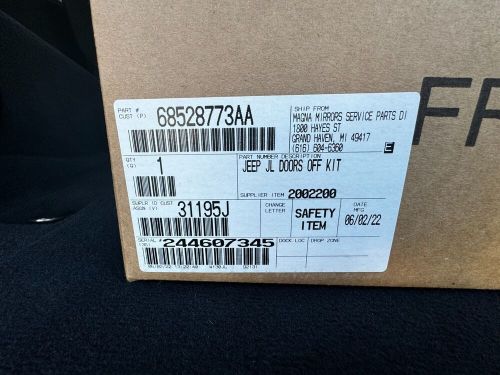 PART #
CUST (P)
68528773AA
SHIP FROM
MAGNA MIRRORS SERVICE PARTS DI
1800 HAYES ST
GRAND HAVEN, MI 49417
(616) 604-6360
E
FR
QTY
(Q)
1
PART NUMBER DESCRIPTION
JEEP JL DOORS OFF KIT
SUPPLIER ITEM 2002200
SUPLR ID CUST
ASGN (V)
31195J
CHANGE
LETTER
SAFETY
ITEM
DATE
MFG
06/02/22
SERIAL #
(3S)
244607345
DOCK LOC
DROP ZONE